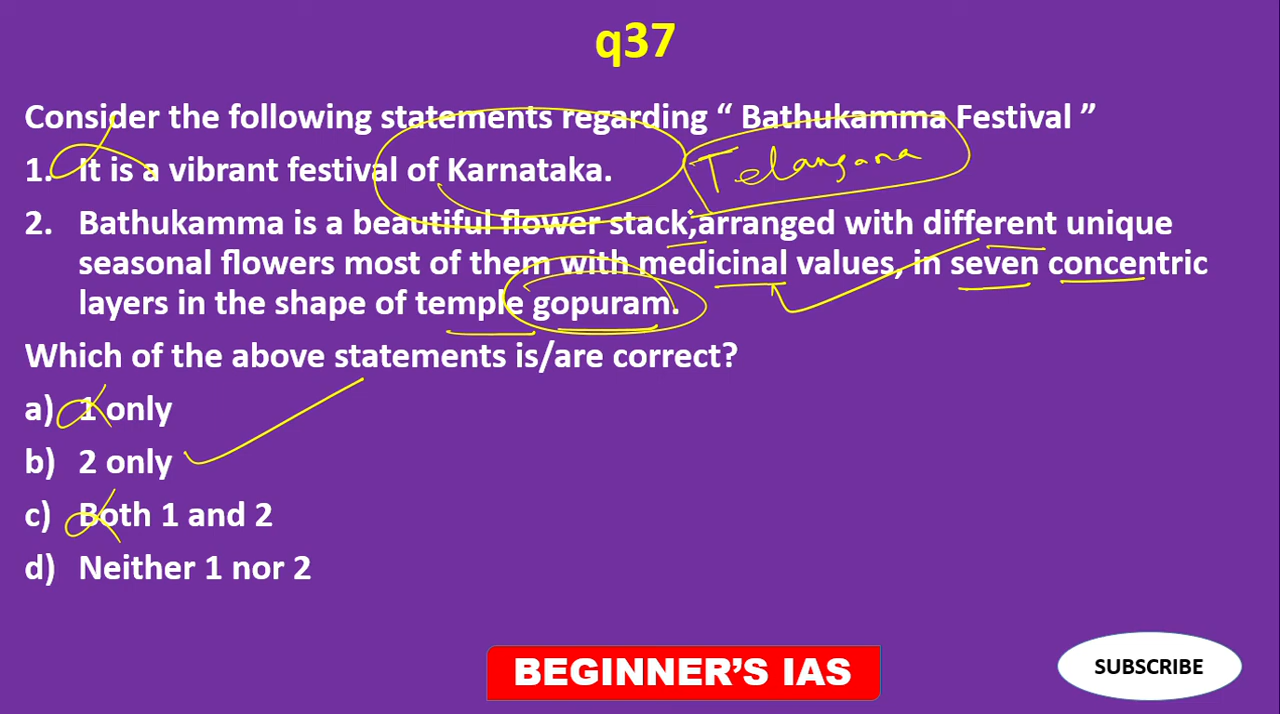 q37
Consider the following statements regarding “ Bathukamma Festival ”
1. It is a vibrant festival of Karnataka.
Telangana
2. Bathukamma is a beautiful flower stack,arranged with different unique
seasonal flowers most of them with medicinal values, in seven concentric
layers in the shape of temple gopuram.
Which of the above statements is/are correct?
a) 1 only
b) 2 only
c) Both 1 and 2
d) Neither 1 nor 2
BEGINNER’S IAS
SUBSCRIBE